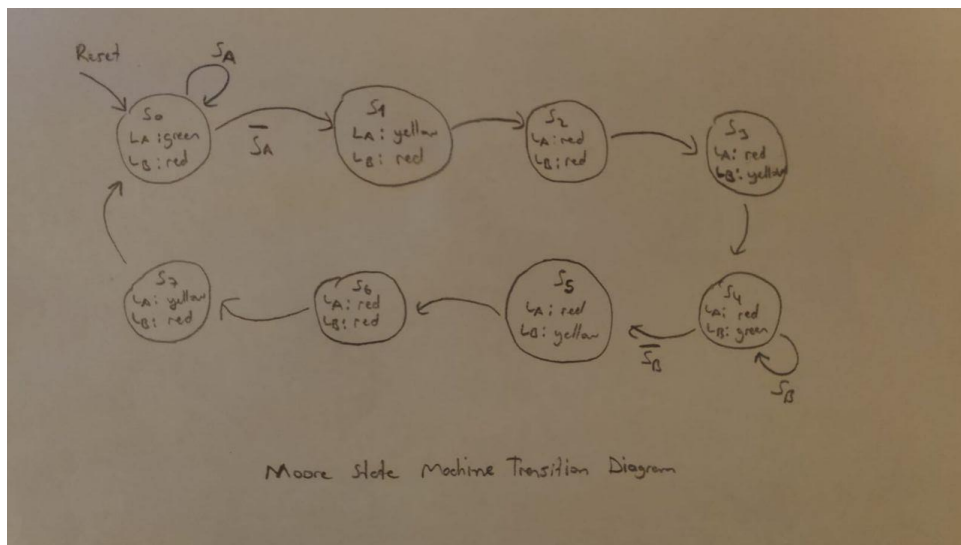 Reset
SA
S0
LA: green
LB: red
S̅A
S1
LA: yellow
LB: red
S2
LA: red
LB: red
S3
LA: red
LB: yellow
S7
LA: yellow
LB: red
S6
LA: red
LB: red
S5
LA: red
LB: yellow
S̅B
S4
LA: red
LB: green
SB
Moore State Machine Transition Diagram